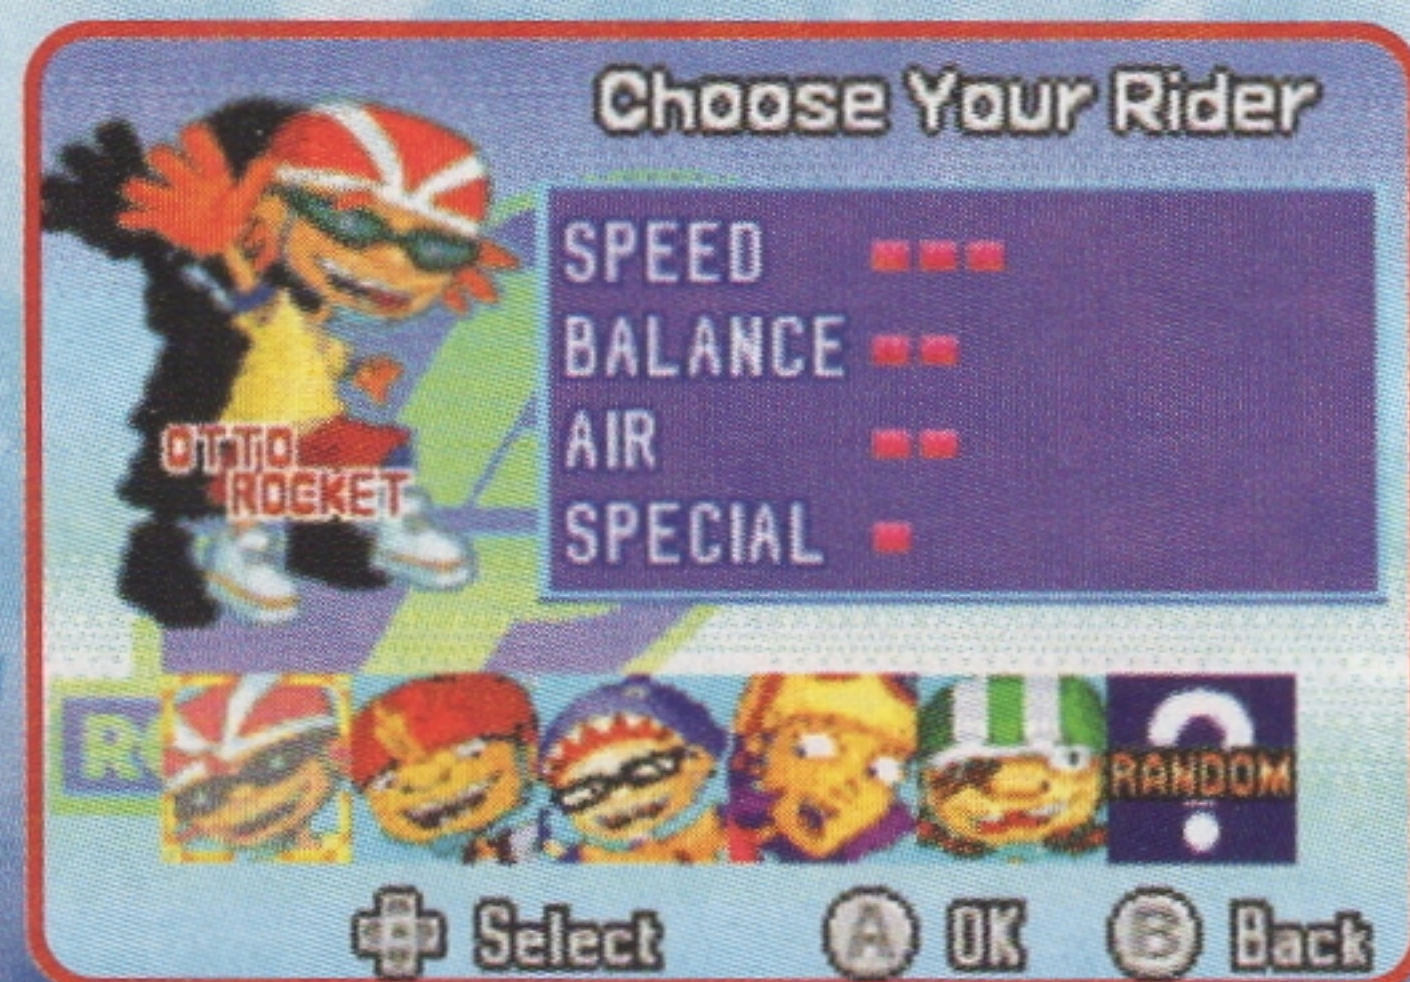 Choose Your Rider
SPEED
BALANCE
AIR
SPECIAL
OTTO
ROCKET
RANDOM
Select
A OK
B Back